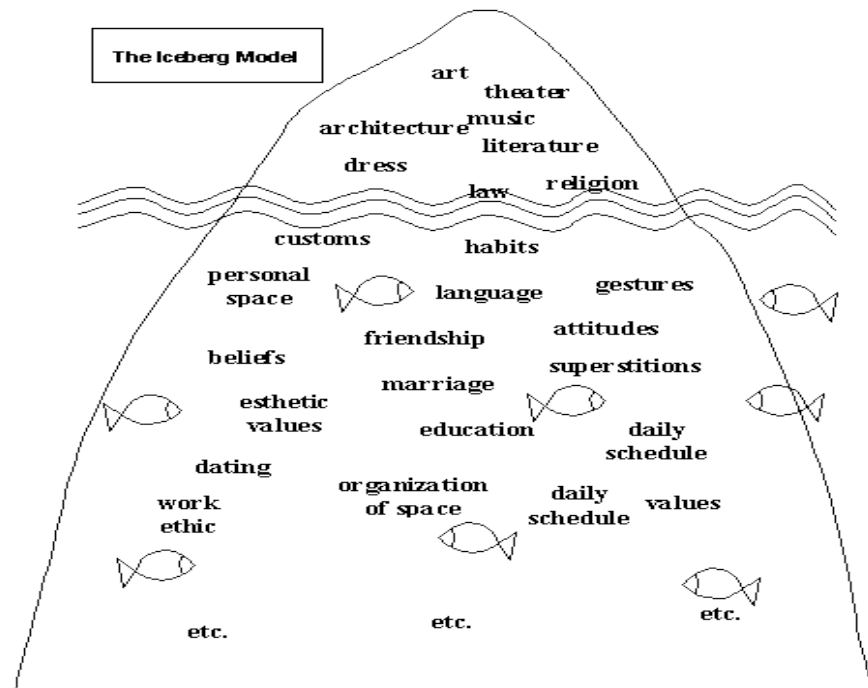 The Iceberg Model
art
theater
music
architecture
literature
dress
law
religion
customs
habits
personal
space
language
gestures
friendship
attitudes
beliefs
superstitions
marriage
esthetic
values
education
daily
schedule
dating
organization
of space
daily
schedule
values
work
ethic
etc.
etc.
etc.